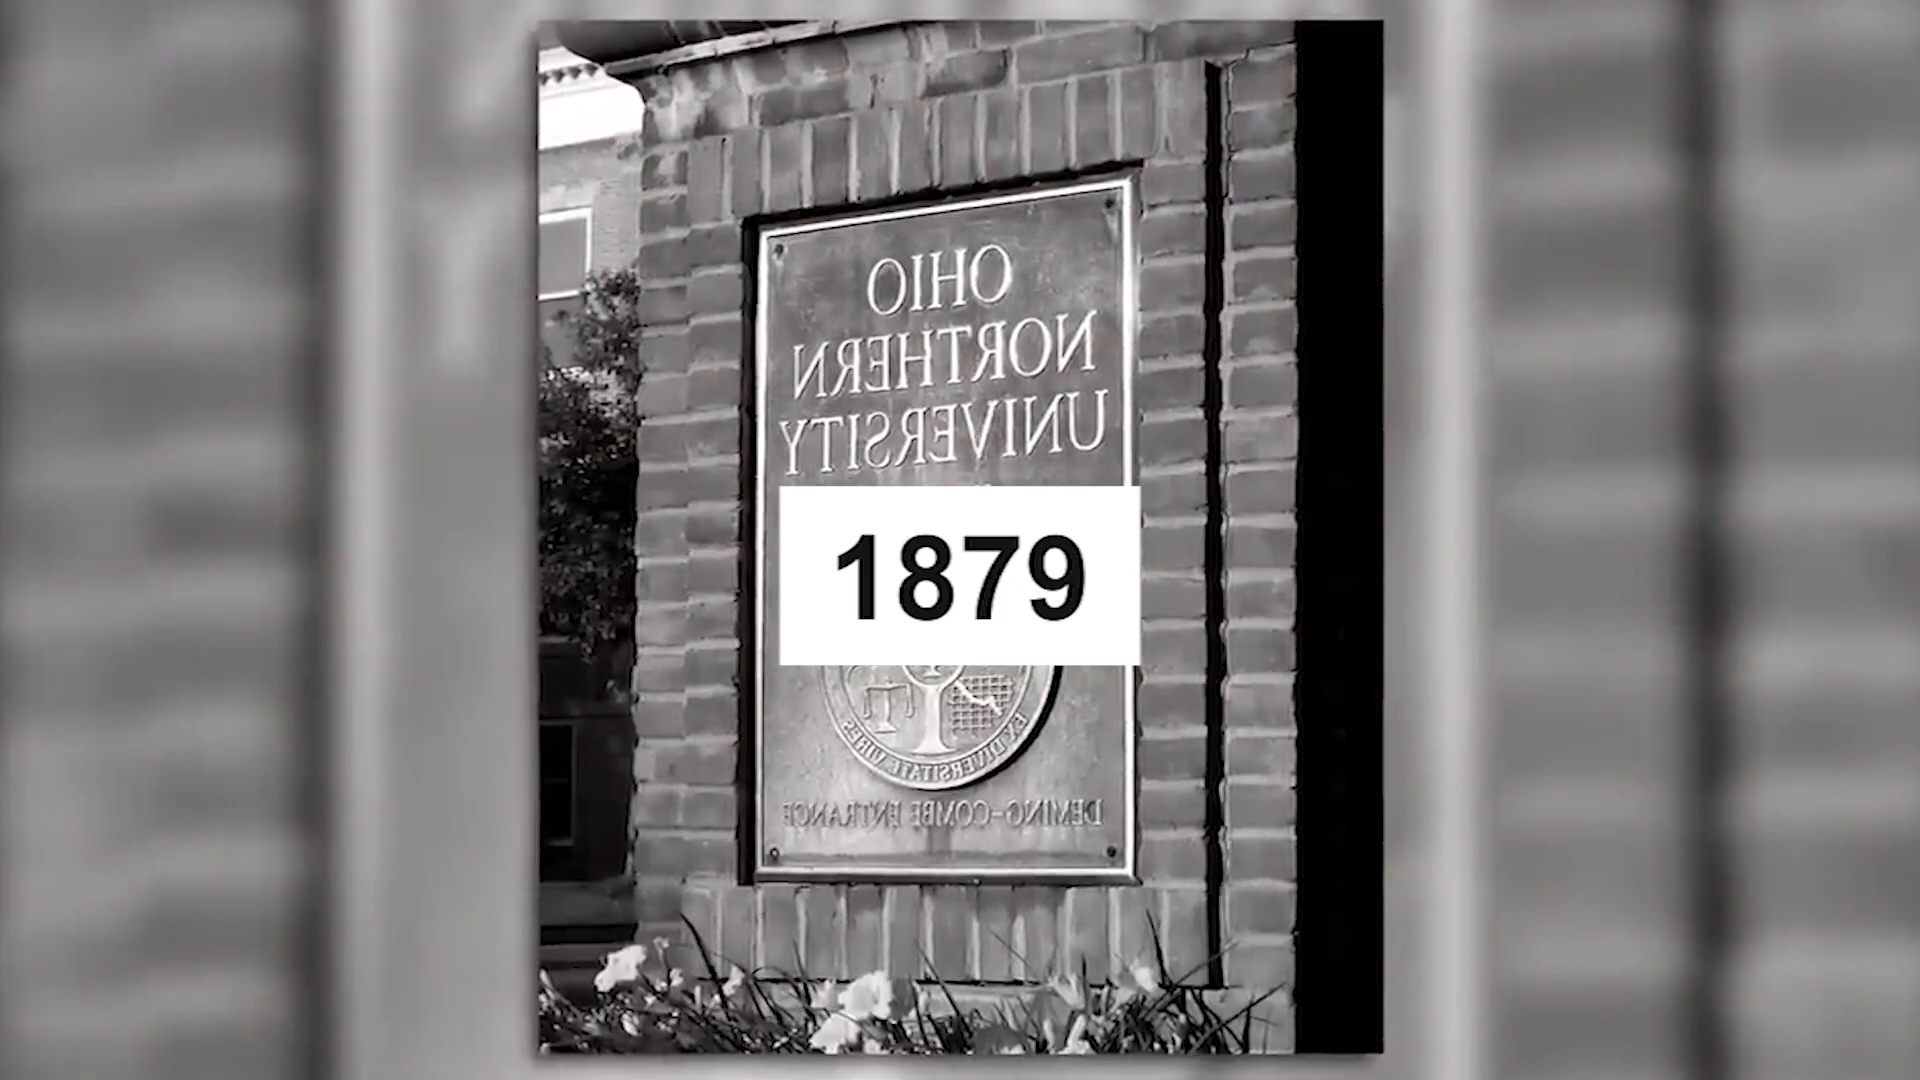 OHIO
NORTHERN
UNIVERSITY
1879
EX DIVERSITATE VIRES
DEMING-COMBE ENTRANCE